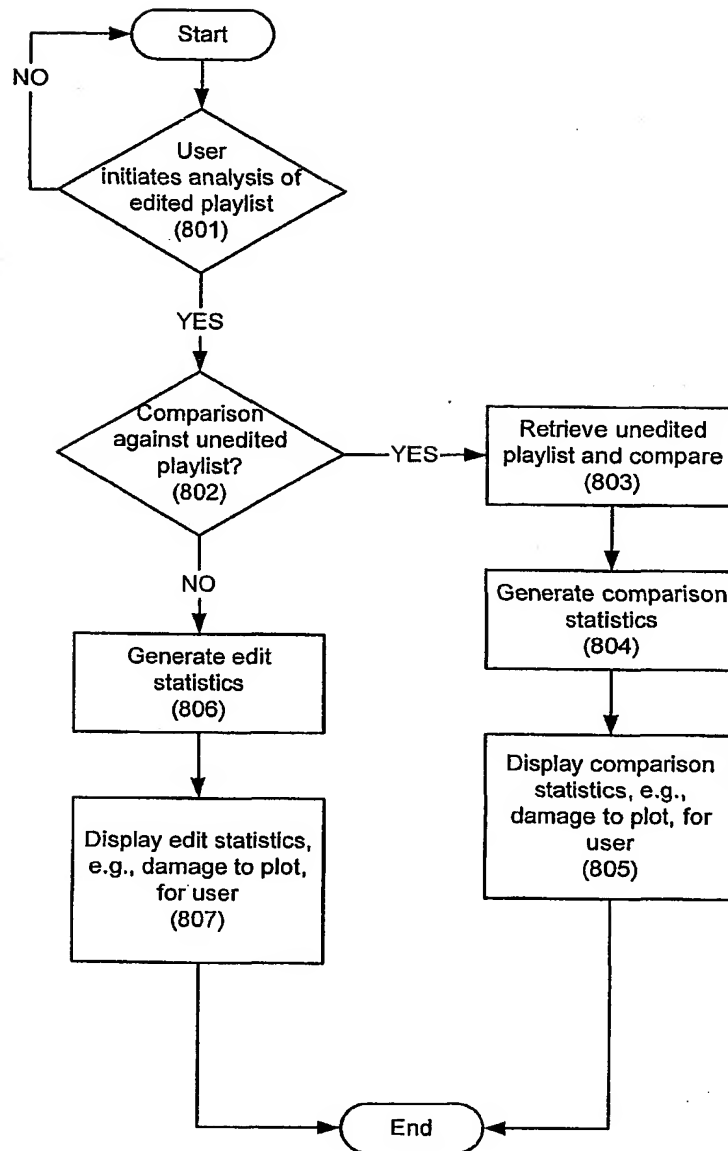 Start
NO
User
initiates analysis of
edited playlist
(801)
YES
Comparison
against unedited
playlist?
(802)
YES
Retrieve unedited
playlist and compare
(803)
NO
Generate comparison
statistics
(804)
Generate edit
statistics
(806)
Display comparison
statistics, e.g.,
damage to plot, for
user
(805)
Display edit statistics,
e.g., damage to plot,
for user
(807)
End